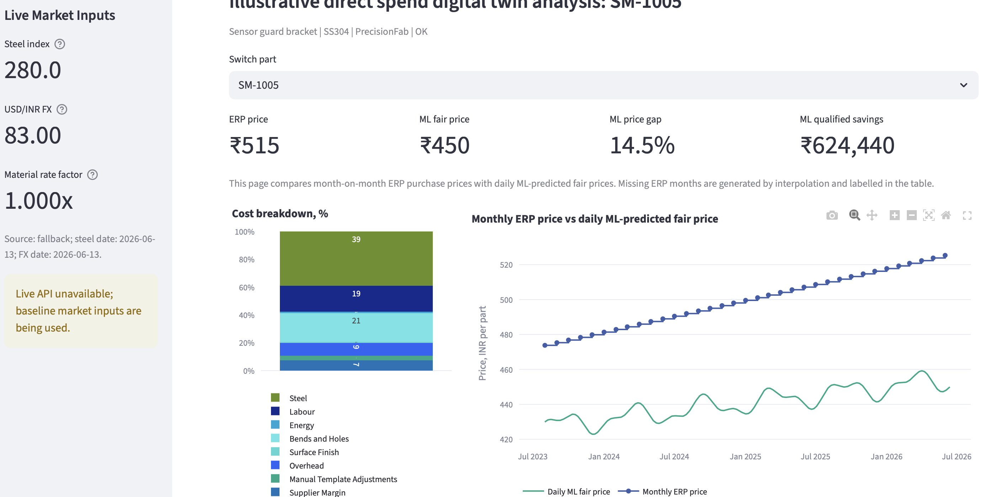 Live Market Inputs
Steel index
280.0
USD/INR FX
83.00
Material rate factor
1.000x
Source: fallback; steel date: 2026-06-
13; FX date: 2026-06-13.
Live API unavailable;
baseline market inputs are
being used.
Illustrative direct spend digital twin analysis: SM-1005
Sensor guard bracket | SS304 | PrecisionFab | OK
Switch part
SM-1005
ERP price
₹515
ML fair price
₹450
ML price gap
14.5%
ML qualified savings
₹624,440
This page compares month-on-month ERP purchase prices with daily ML-predicted fair prices. Missing ERP months are generated by interpolation and labelled in the table.
Cost breakdown, %
100%
80%
60%
40%
20%
0%
39
19
21
9
7
Steel
Labour
Energy
Bends and Holes
Surface Finish
Overhead
Manual Template Adjustments
Supplier Margin
Monthly ERP price vs daily ML-predicted fair price
Price, INR per part
520
500
480
460
440
420
Jul 2023
Jan 2024
Jul 2024
Jan 2025
Jul 2025
Jan 2026
Jul 2026
Daily ML fair price
Monthly ERP price